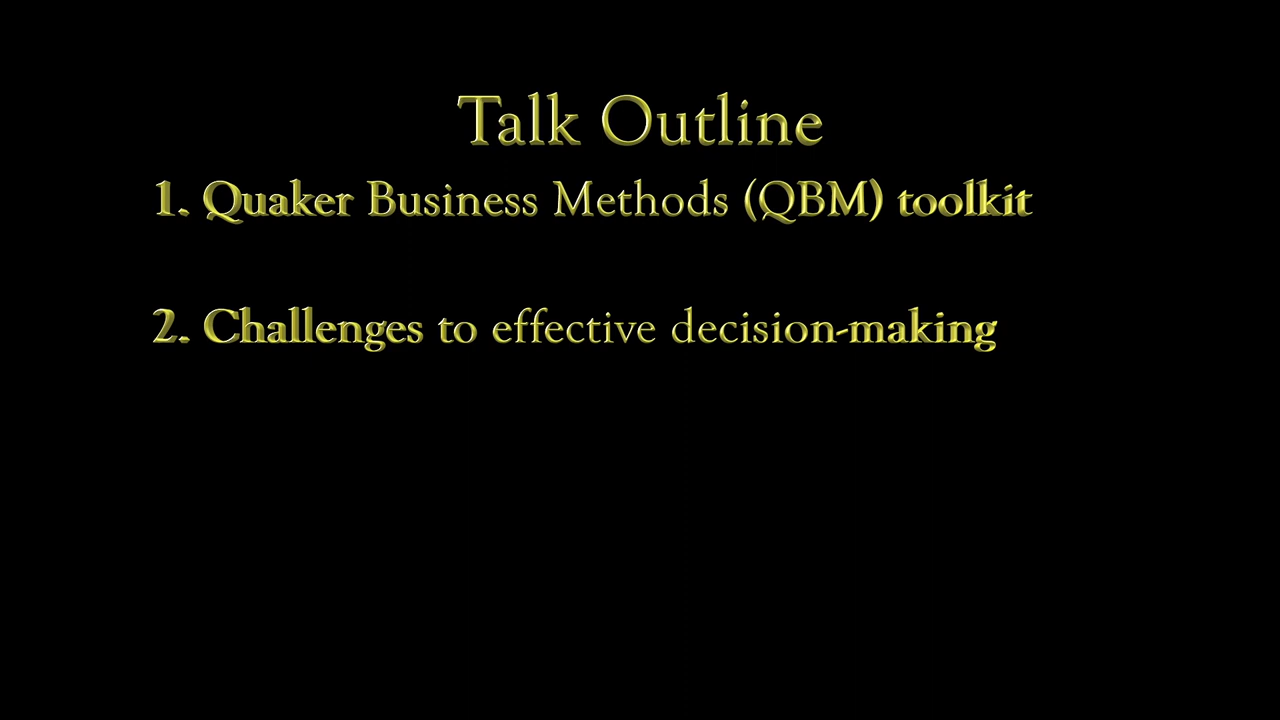 Talk Outline
1. Quaker Business Methods (QBM) toolkit
2. Challenges to effective decision-making